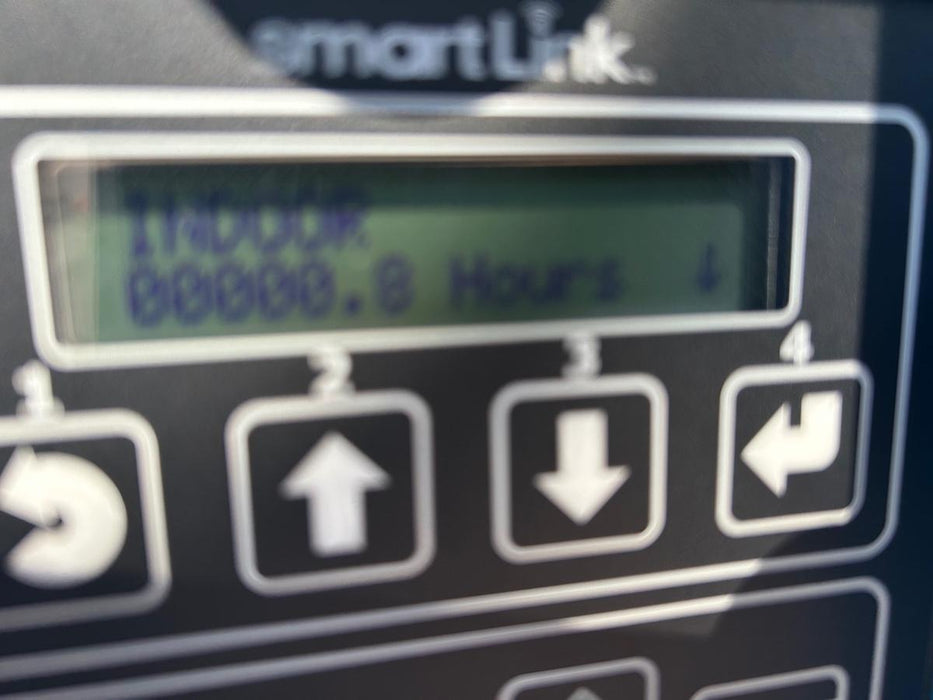 smartLink
INDOOR
00000.8 Hours ↓
1 2 3 4